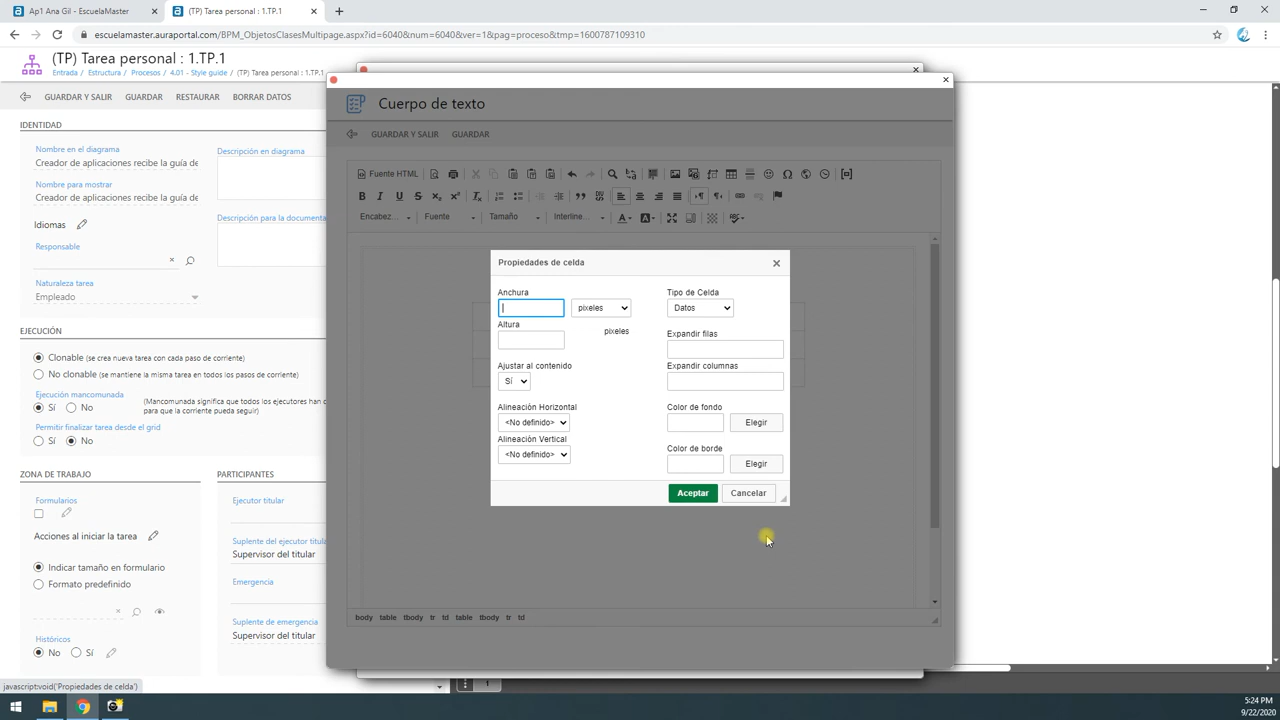 Ap1 Ana Gil - EscuelaMaster
(TP) Tarea personal : 1.TP.1
escuelamaster.auraportal.com/BPM_ObjetosClasesMultipage.aspx?id=6040&num=6040&ver=1&pag=proceso&tmp=1600787109310
(TP) Tarea personal : 1.TP.1
Entrada / Estructura / Procesos / 4.01 - Style guide / (TP) Tarea personal : 1.TP.1
GUARDAR Y SALIR GUARDAR RESTAURAR BORRAR DATOS
IDENTIDAD
Nombre en el diagrama
Creador de aplicaciones recibe la guía de
Nombre para mostrar
Creador de aplicaciones recibe la guía de
Idiomas
Responsable
Naturaleza tarea
Empleado
Descripción en diagrama
Descripción para la documenta
EJECUCIÓN
Clonable (se crea nueva tarea con cada paso de corriente)
No clonable (se mantiene la misma tarea en todos los pasos de corriente)
Ejecución mancomunada
Sí No
(Mancomunada significa que todos los ejecutores han c
para que la corriente pueda seguir)
Permitir finalizar tarea desde el grid
Sí No
ZONA DE TRABAJO
Formularios
Acciones al iniciar la tarea
Indicar tamaño en formulario
Formato predefinido
Históricos
No Sí
PARTICIPANTES
Ejecutor titular
Suplente del ejecutor titula
Supervisor del titular
Emergencia
Suplente de emergencia
Supervisor del titular
Cuerpo de texto
GUARDAR Y SALIR GUARDAR
Fuente HTML
Encabez... Fuente Tamaño Interline...
Propiedades de celda
Anchura
pixeles
Altura
pixeles
Ajustar al contenido
Sí
Alineación Horizontal
<No definido>
Alineación Vertical
<No definido>
Tipo de Celda
Datos
Expandir filas
Expandir columnas
Color de fondo
Elegir
Color de borde
Elegir
Aceptar Cancelar
body table tbody tr td table tbody tr td
javascript:void('Propiedades de celda')
1
5:24 PM
9/22/2020